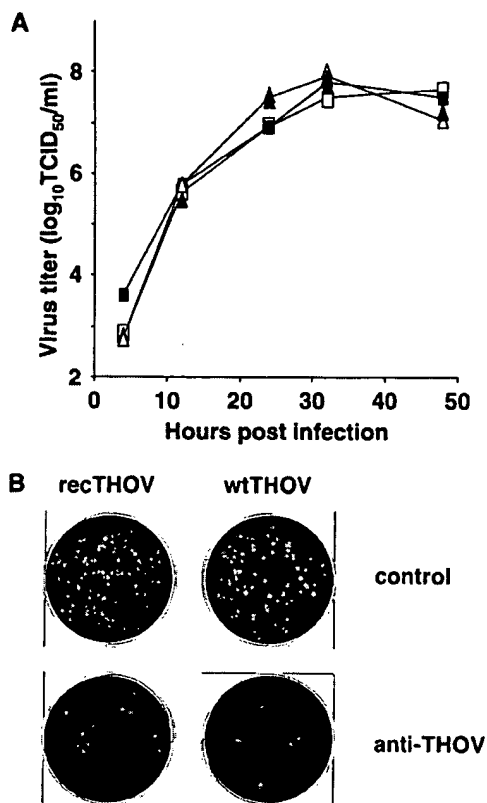 A
Virus titer (log₁₀TCID₅₀/ml)
8
6
4
2
0
10
20
30
40
50
Hours post infection
B
recTHOV
wtTHOV
control
anti-THOV